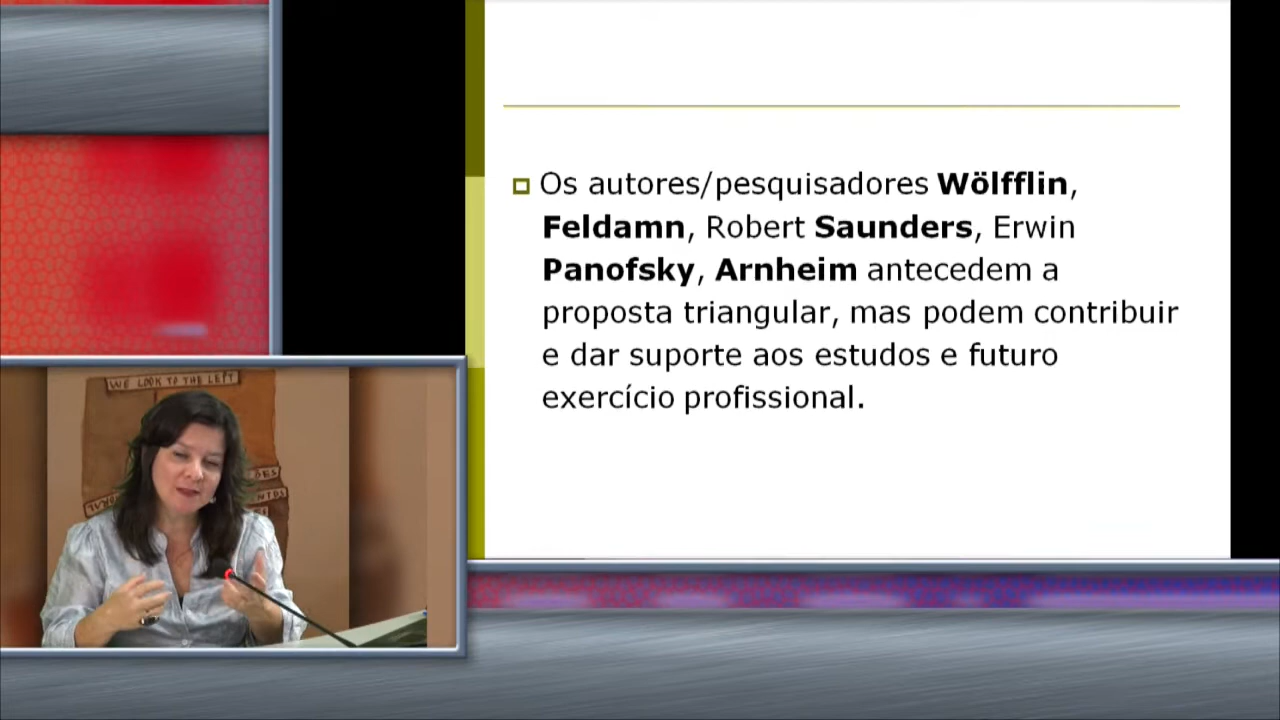 Os autores/pesquisadores Wölfflin,
Feldamn, Robert Saunders, Erwin
Panofsky, Arnheim antecedem a
proposta triangular, mas podem contribuir
e dar suporte aos estudos e futuro
exercício profissional.
WE LOOK TO THE LEFT